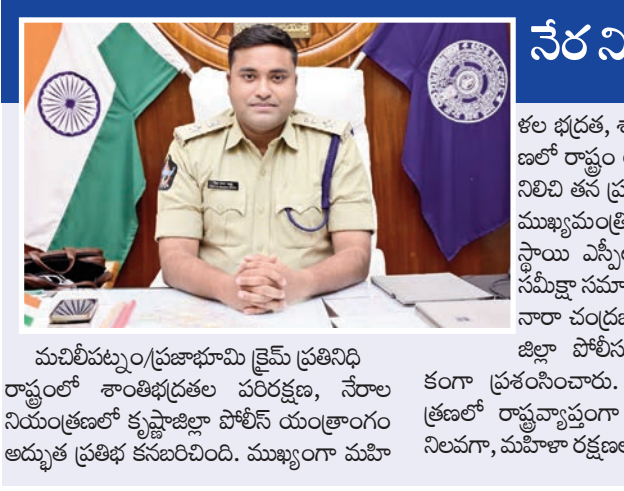 నేర ని
మచిలీపట్నం/ప్రజాభూమి క్రైమ్ ప్రతినిధి
రాష్ట్రంలో శాంతిభద్రతల పరిరక్షణ, నేరాల
నియంత్రణలో కృష్ణాజిల్లా పోలీస్ యంత్రాంగం
అద్భుత ప్రతిభ కనబరిచింది. ముఖ్యంగా మహి
ళల భద్రత, శ
ణలో రాష్ట్రం
నిలిచి తన ప్ర
ముఖ్యమంత్రి
స్థాయి ఎస్పీల
సమీక్షా సమా
నారా చంద్రబ
జిల్లా పోలీస
కంగా ప్రశంసించారు.
త్రణలో రాష్ట్రవ్యాప్తంగా
నిలవగా, మహిళా రక్షణల